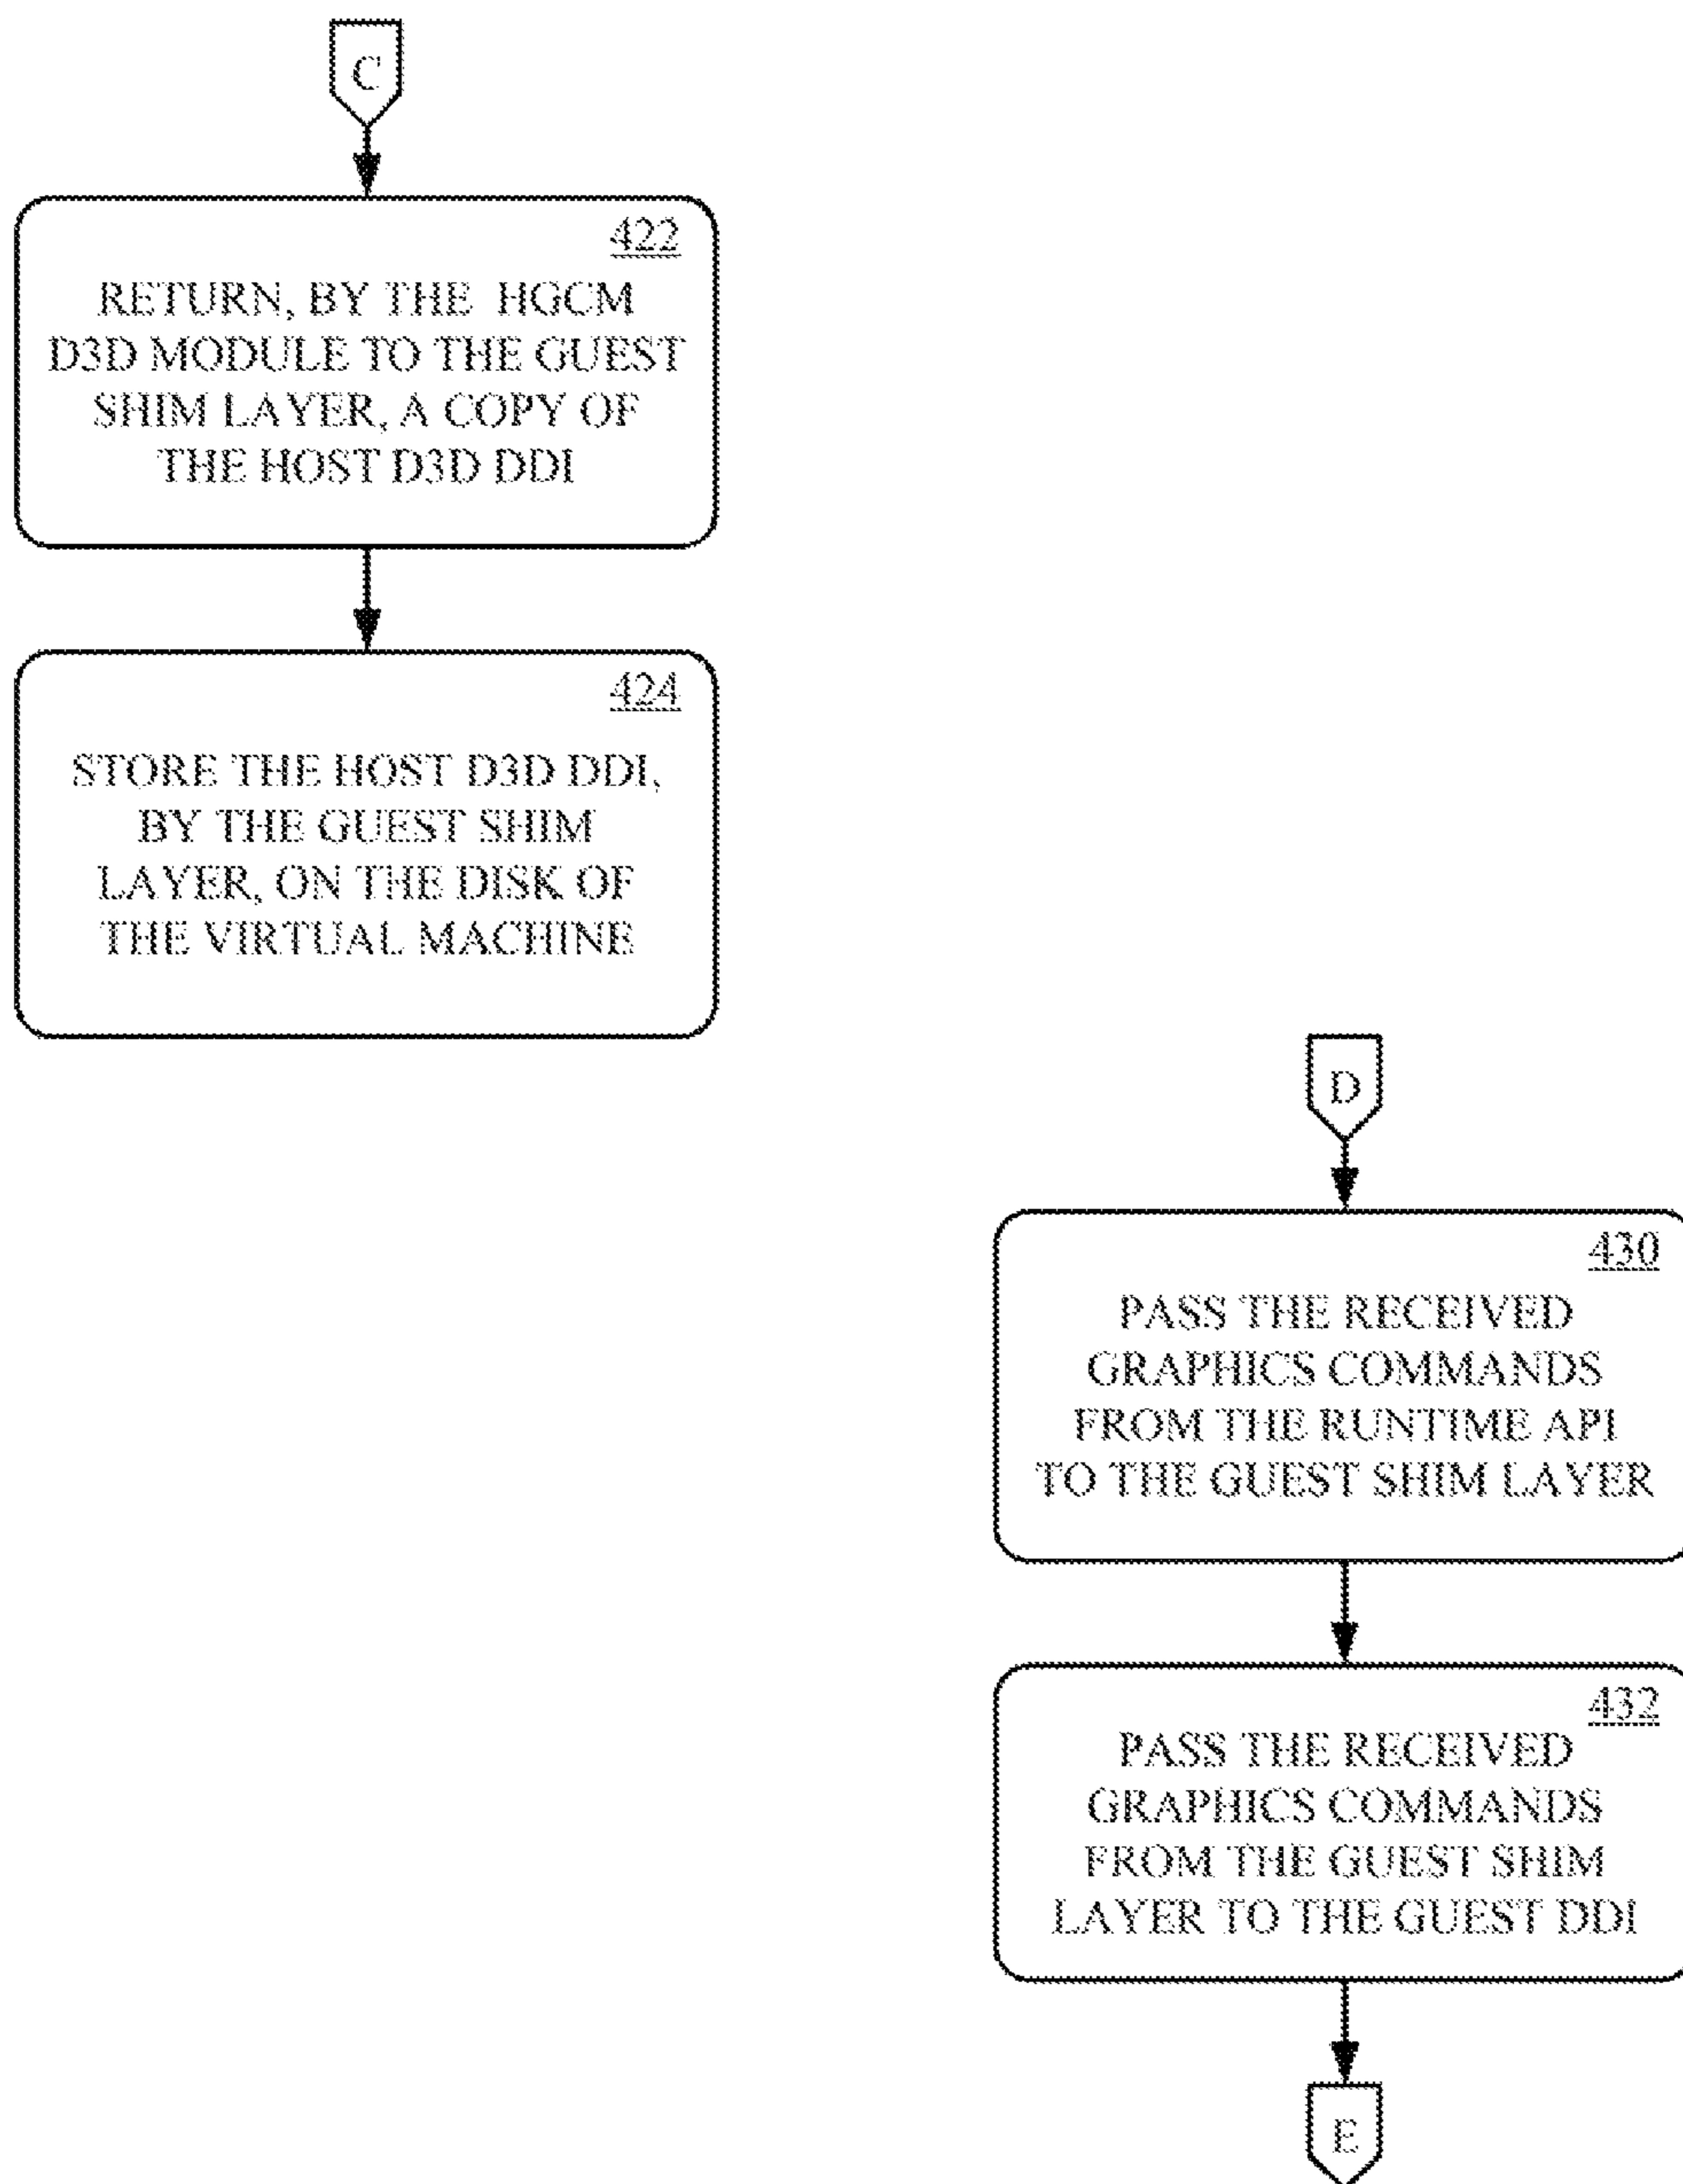 C
422
RETURN, BY THE HGCM
D3D MODULE TO THE GUEST
SHIM LAYER, A COPY OF
THE HOST D3D DDI
424
STORE THE HOST D3D DDI,
BY THE GUEST SHIM
LAYER, ON THE DISK OF
THE VIRTUAL MACHINE
D
430
PASS THE RECEIVED
GRAPHICS COMMANDS
FROM THE RUNTIME API
TO THE GUEST SHIM LAYER
432
PASS THE RECEIVED
GRAPHICS COMMANDS
FROM THE GUEST SHIM
LAYER TO THE GUEST DDI
E